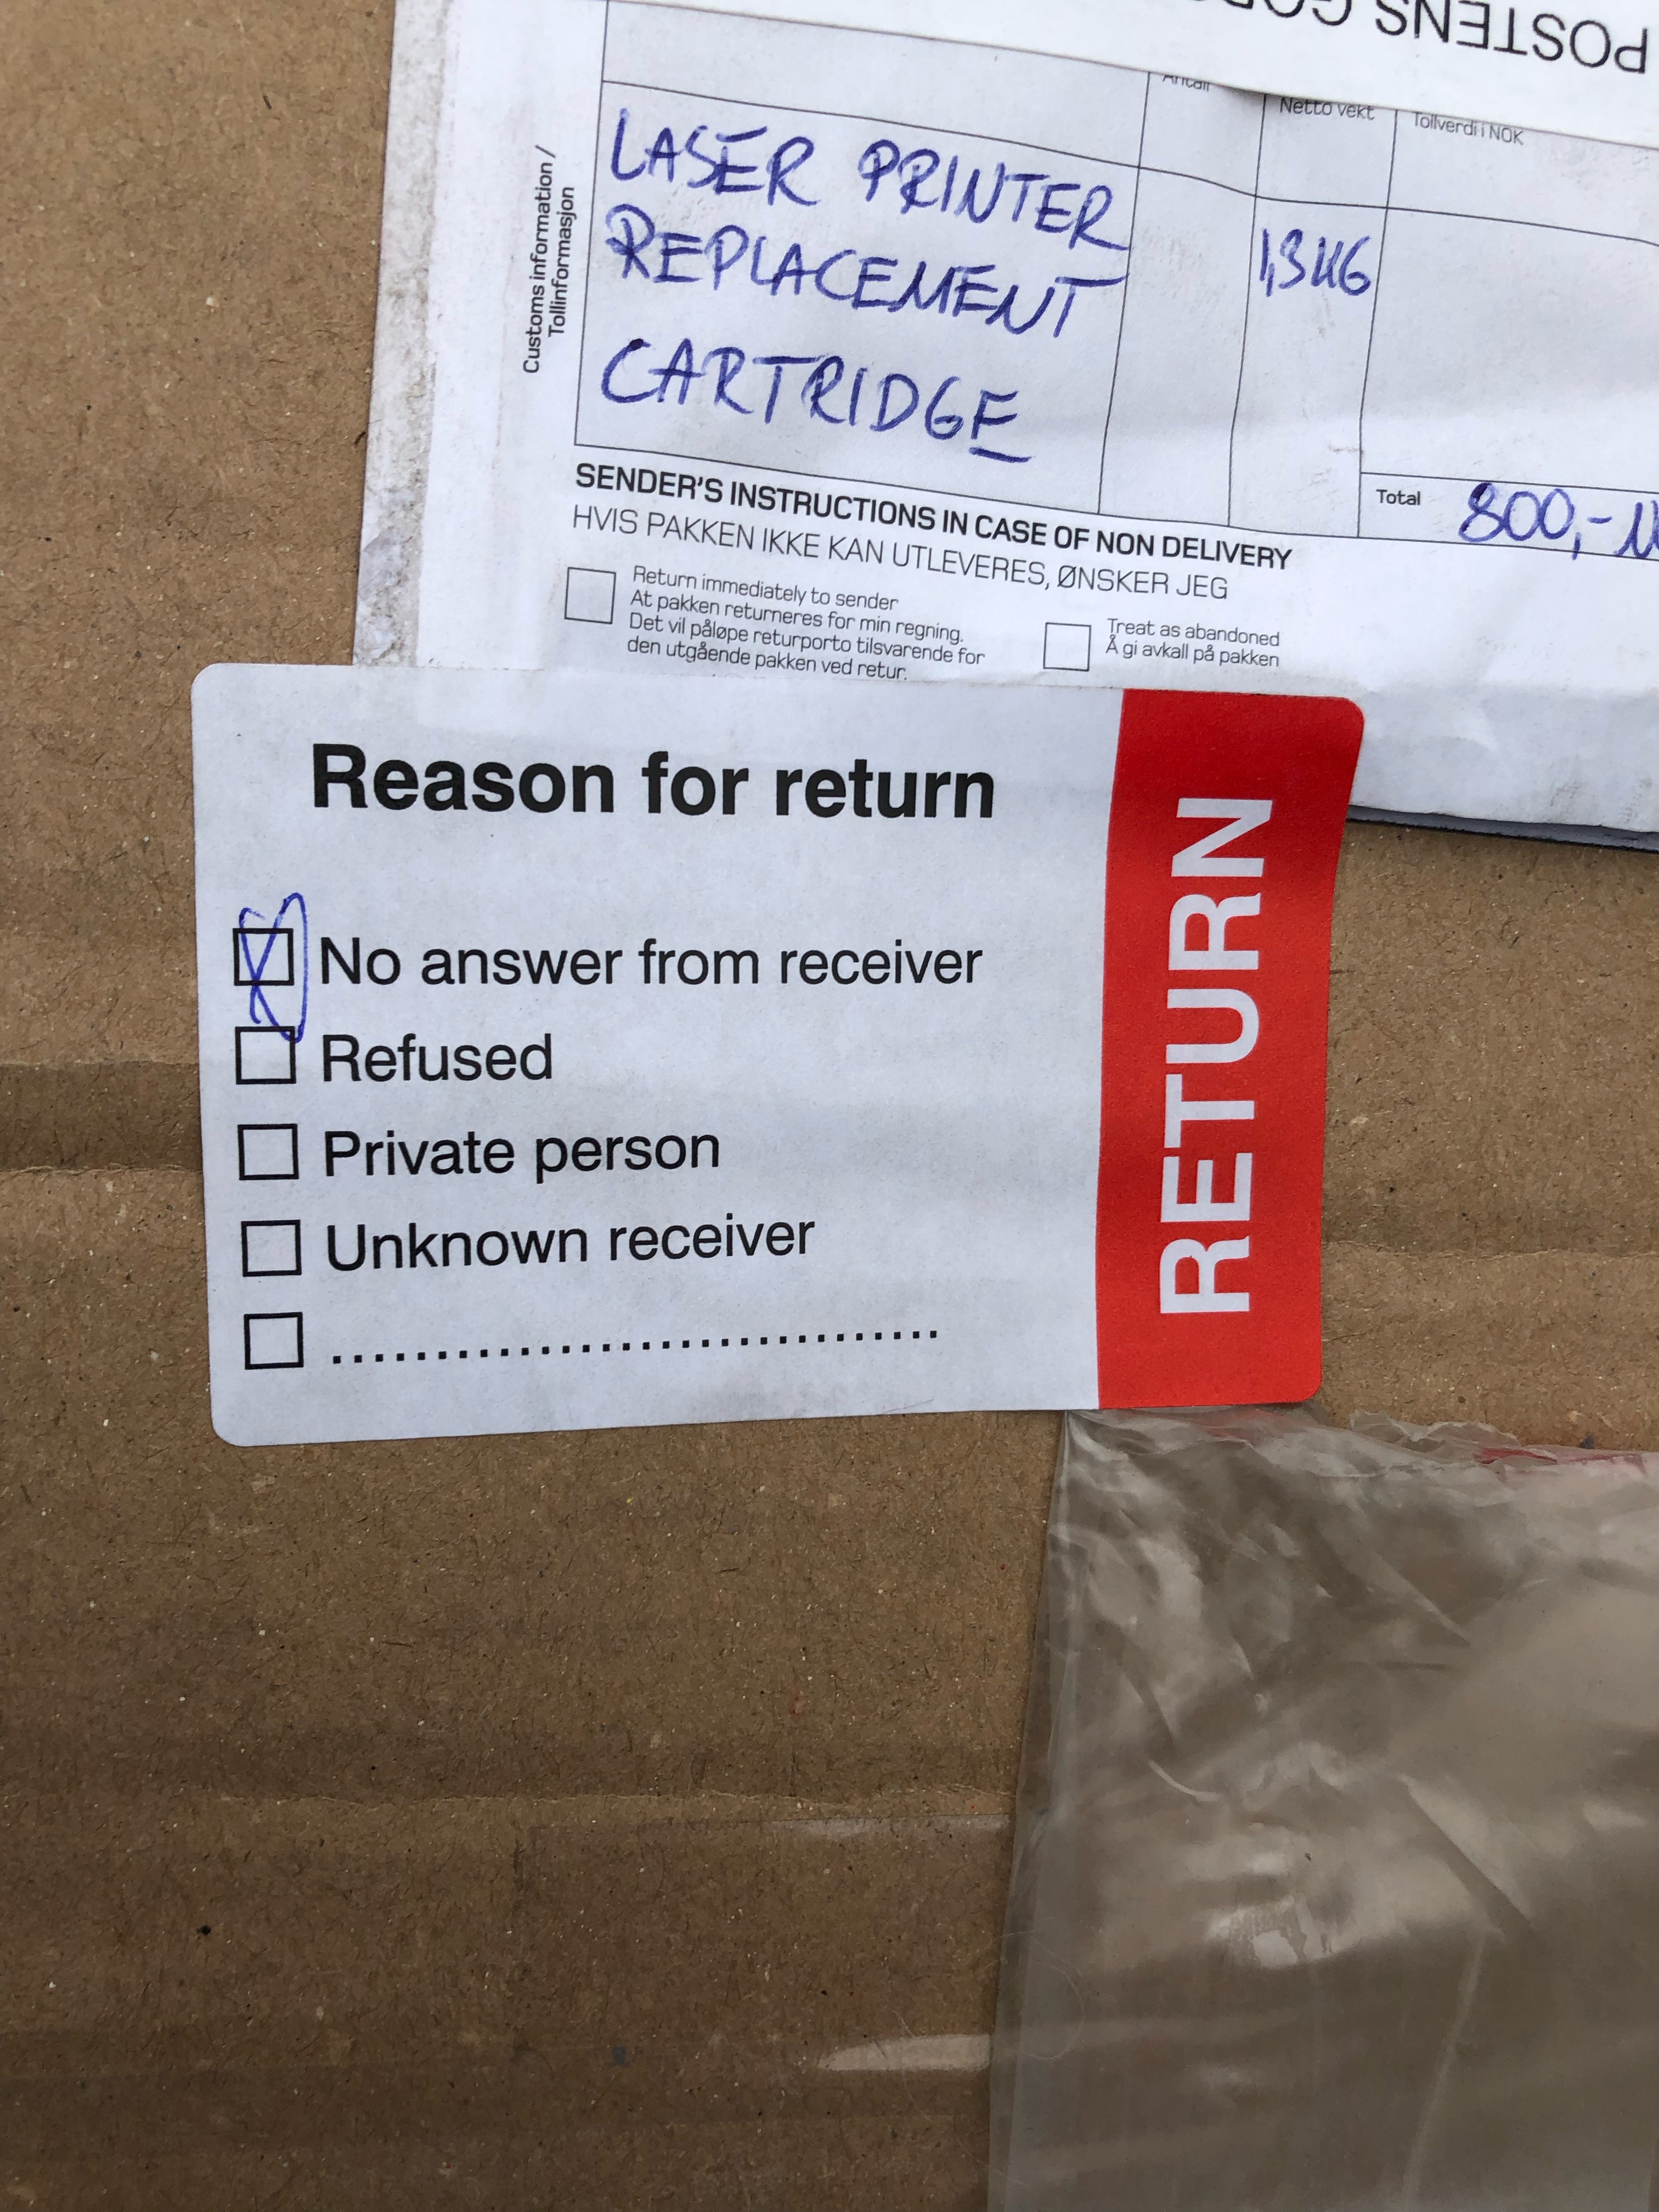 POSTENS
Antall
Netto vekt
Tollverdi i NOK
Customs information /
Tollinformasjon
LASER PRINTER
REPLACEMENT
CARTRIDGE
1,3 KG
Total 800,-
SENDER'S INSTRUCTIONS IN CASE OF NON DELIVERY
HVIS PAKKEN IKKE KAN UTLEVERES, ØNSKER JEG
Return immediately to sender
At pakken returneres for min regning.
Det vil påløpe returporto tilsvarende for
den utgående pakken ved retur.
Treat as abandoned
Å gi avkall på pakken
Reason for return
No answer from receiver
Refused
Private person
Unknown receiver
..............................
RETURN